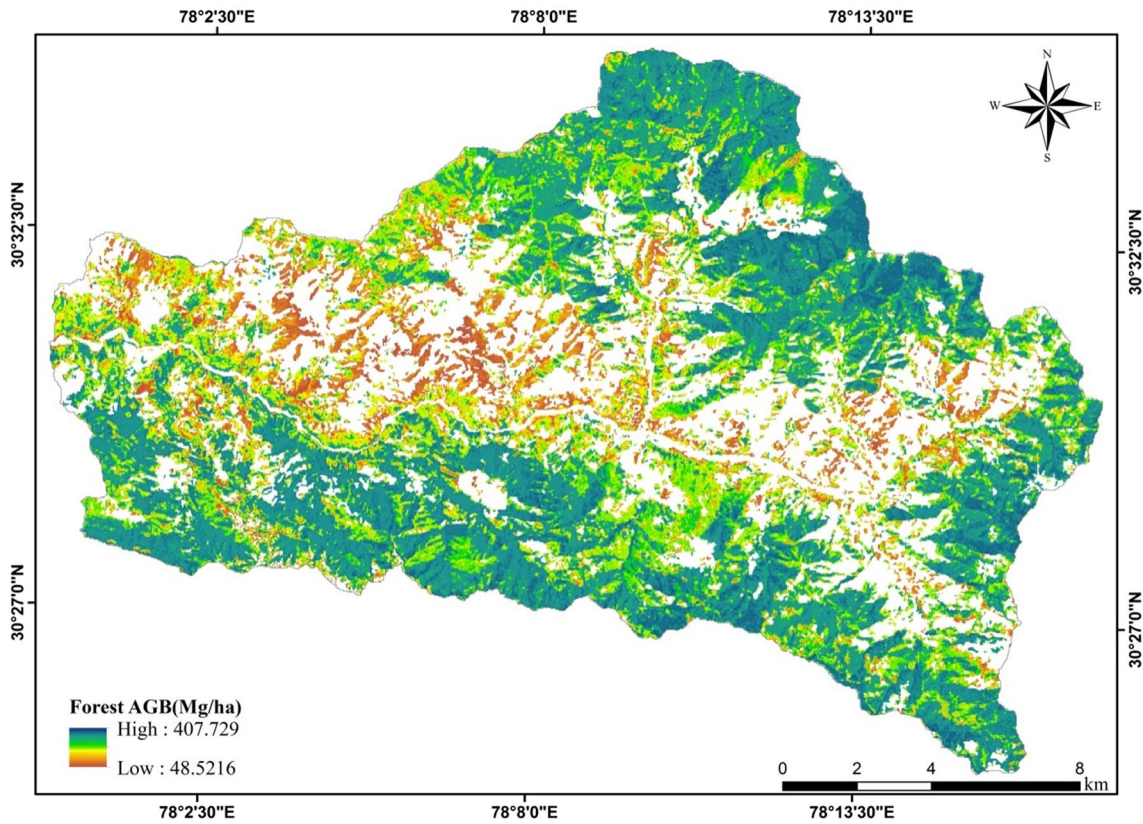 78°2'30"E 78°8'0"E 78°13'30"E
N
W E
S
30°32'30"N 30°32'30"N
30°27'0"N 30°27'0"N
Forest AGB(Mg/ha)
High : 407.729
Low : 48.5216
0 2 4 8
km
78°2'30"E 78°8'0"E 78°13'30"E